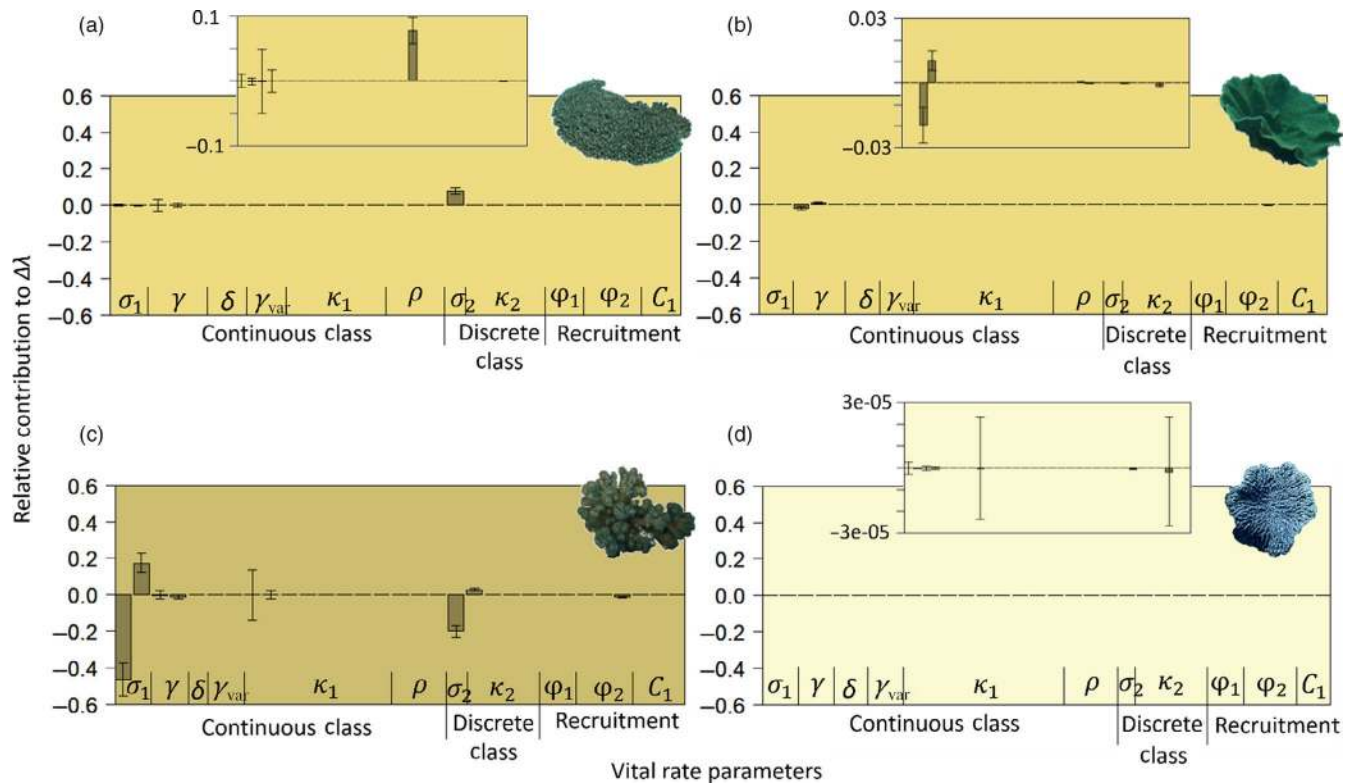 (a)
0.1
−0.1
0.6
0.4
0.2
0.0
−0.2
−0.4
−0.6
σ₁ γ δ γvar κ₁ ρ σ₂ κ₂ φ₁ φ₂ C₁
Continuous class Discrete class Recruitment
(b)
0.03
−0.03
0.6
0.4
0.2
0.0
−0.2
−0.4
−0.6
σ₁ γ δ γvar κ₁ ρ σ₂ κ₂ φ₁ φ₂ C₁
Continuous class Discrete class Recruitment
Relative contribution to Δλ
(c)
0.6
0.4
0.2
0.0
−0.2
−0.4
−0.6
σ₁ γ δ γvar κ₁ ρ σ₂ κ₂ φ₁ φ₂ C₁
Continuous class Discrete class Recruitment
(d)
3e-05
−3e-05
0.6
0.4
0.2
0.0
−0.2
−0.4
−0.6
σ₁ γ δ γvar κ₁ ρ σ₂ κ₂ φ₁ φ₂ C₁
Continuous class Discrete class Recruitment
Vital rate parameters